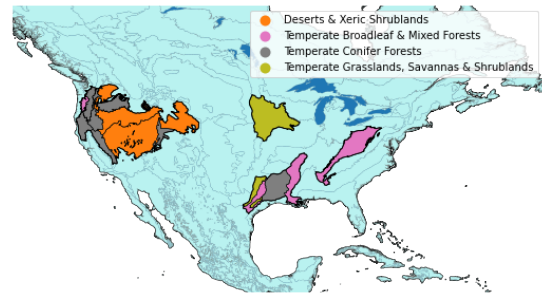 Deserts & Xeric Shrublands
Temperate Broadleaf & Mixed Forests
Temperate Conifer Forests
Temperate Grasslands, Savannas & Shrublands